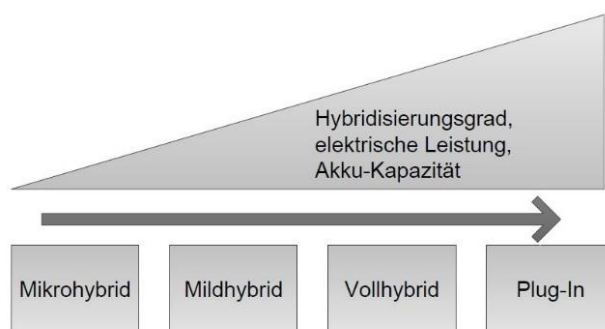 Hybridisierungsgrad,
elektrische Leistung,
Akku-Kapazität
Mikrohybrid
Mildhybrid
Vollhybrid
Plug-In